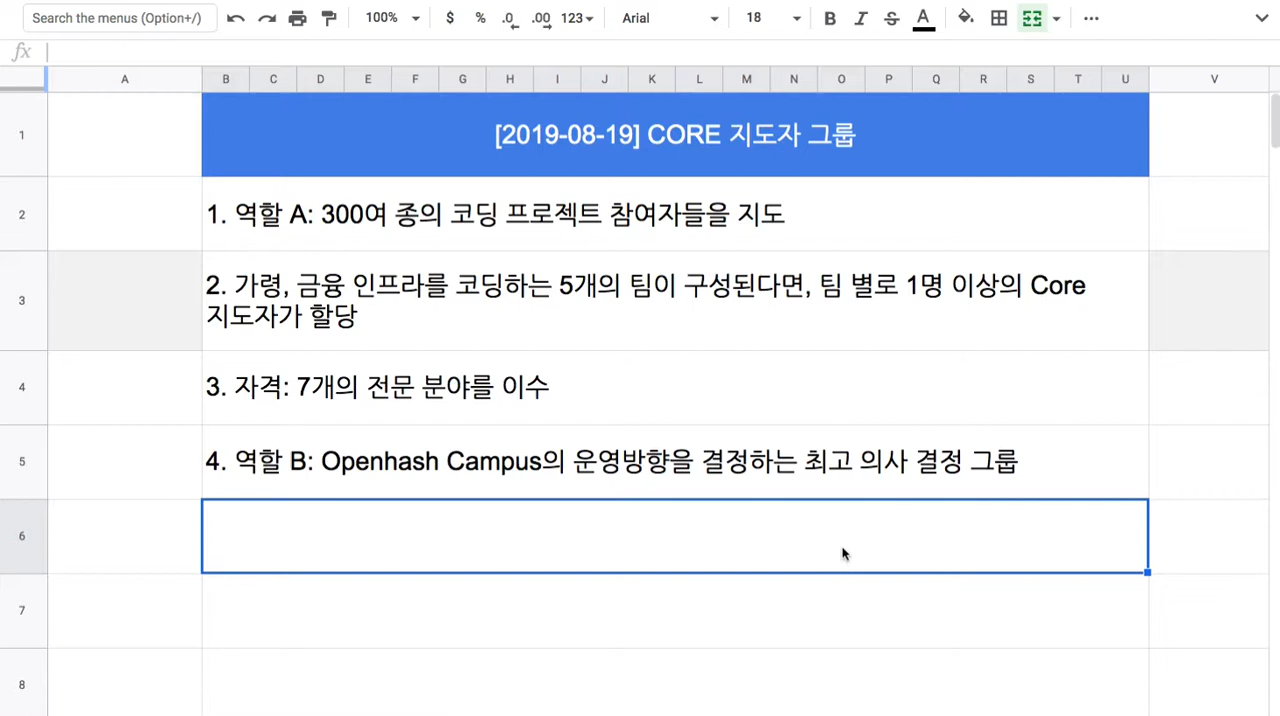 Search the menus (Option+/) 100% $ % .0 .00 123 Arial 18 B I S A
fx
A B C D E F G H I J K L M N O P Q R S T U V
1 [2019-08-19] CORE 지도자 그룹
2 1. 역할 A: 300여 종의 코딩 프로젝트 참여자들을 지도
3 2. 가령, 금융 인프라를 코딩하는 5개의 팀이 구성된다면, 팀 별로 1명 이상의 Core
지도자가 할당
4 3. 자격: 7개의 전문 분야를 이수
5 4. 역할 B: Openhash Campus의 운영방향을 결정하는 최고 의사 결정 그룹
6
7
8